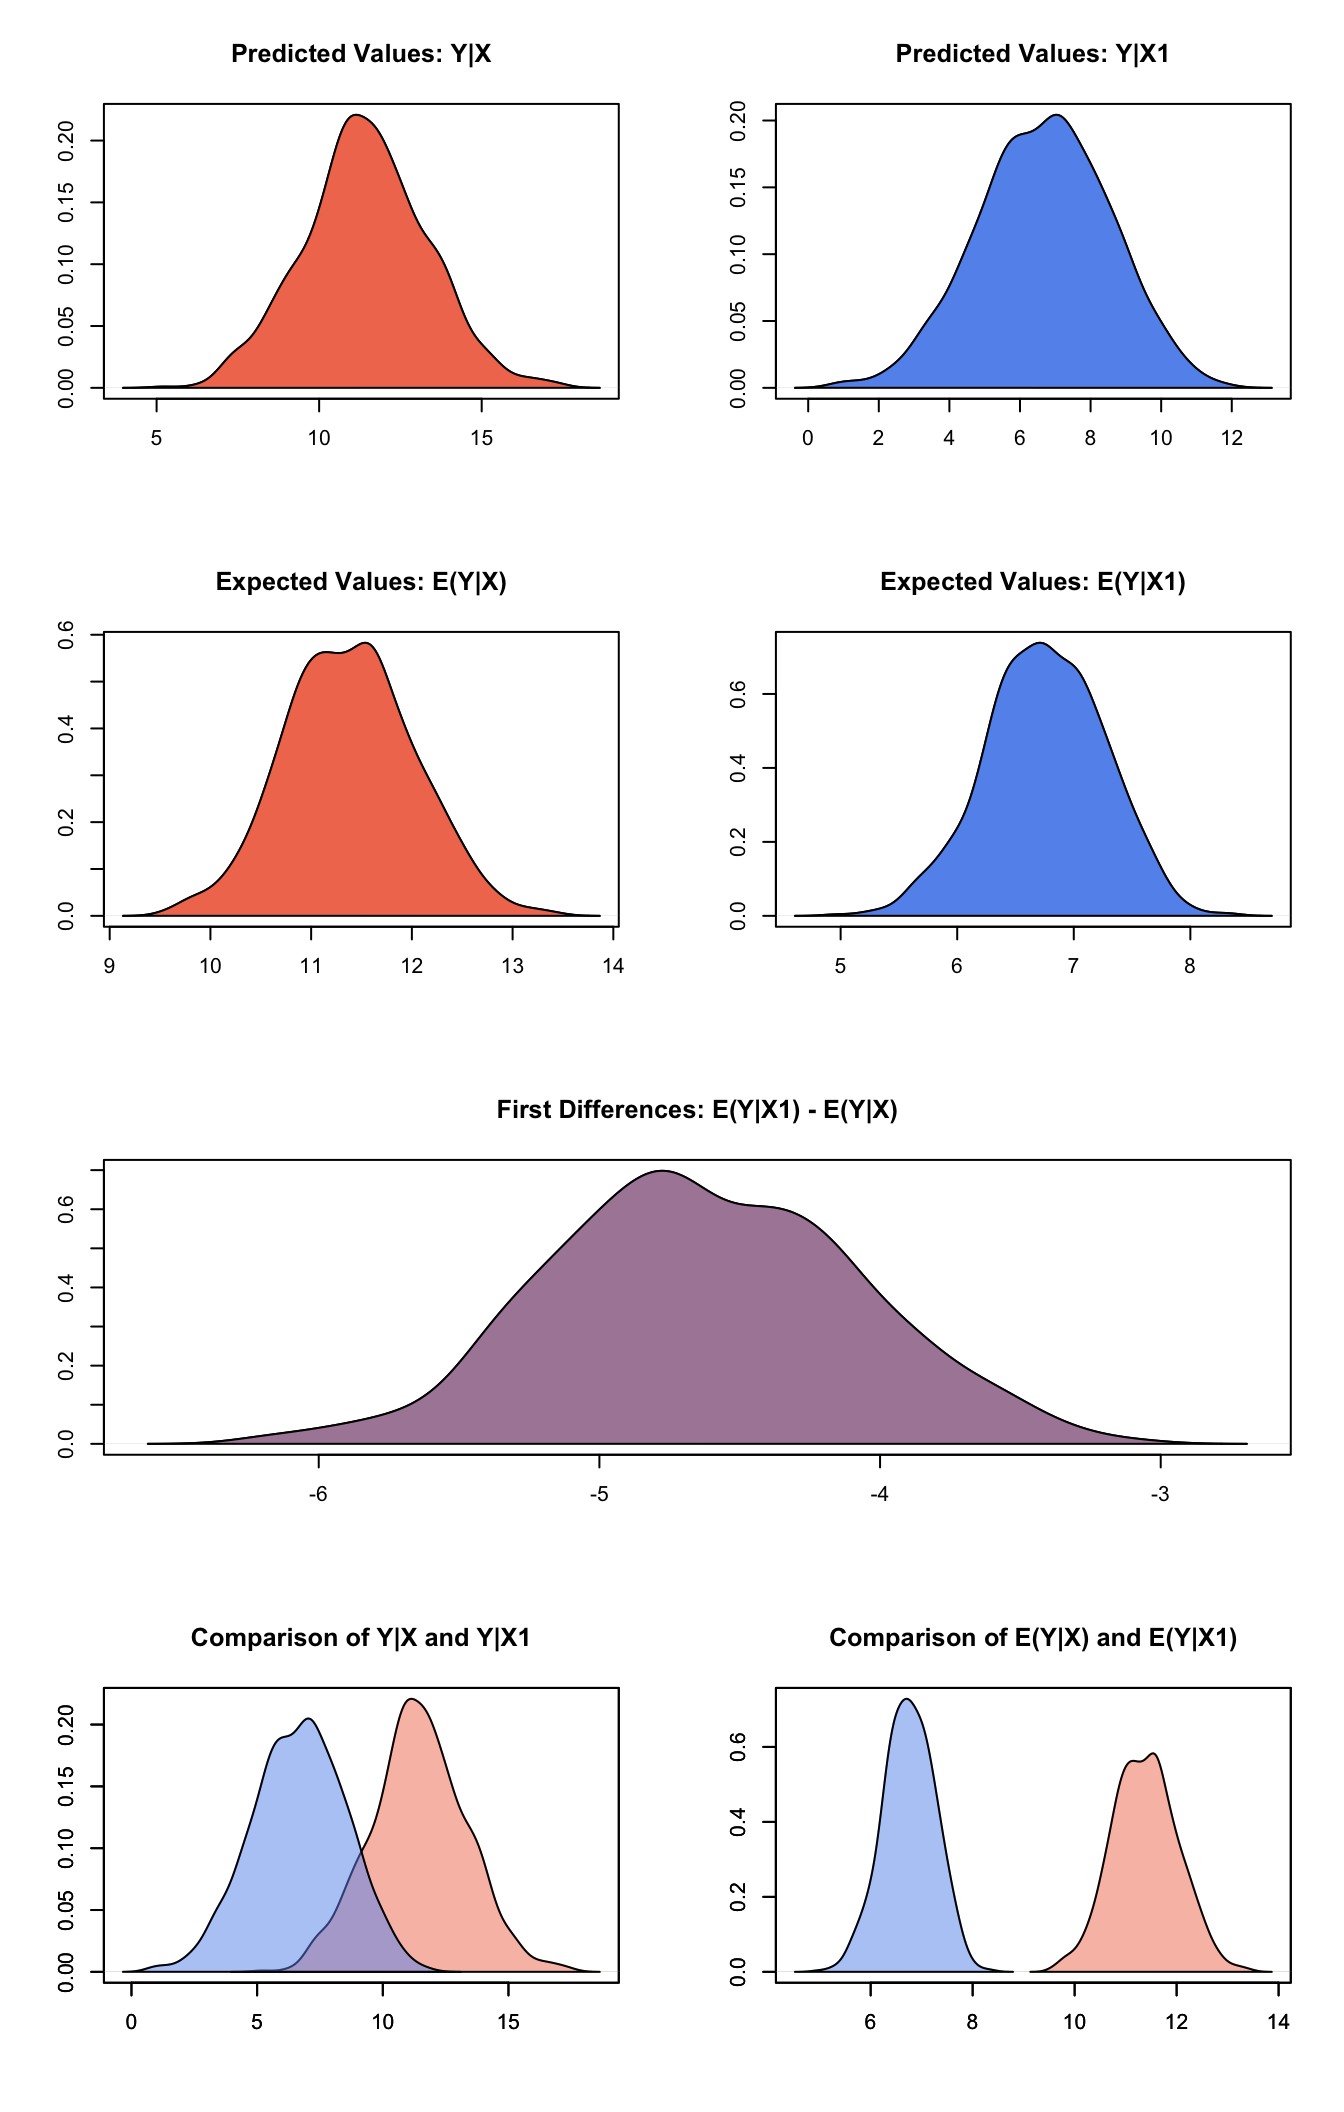 Predicted Values: Y|X
0.00 0.05 0.10 0.15 0.20
5 10 15
Predicted Values: Y|X1
0.00 0.05 0.10 0.15 0.20
0 2 4 6 8 10 12
Expected Values: E(Y|X)
0.0 0.2 0.4 0.6
9 10 11 12 13 14
Expected Values: E(Y|X1)
0.0 0.2 0.4 0.6
5 6 7 8
First Differences: E(Y|X1) - E(Y|X)
0.0 0.2 0.4 0.6
-6 -5 -4 -3
Comparison of Y|X and Y|X1
0.00 0.05 0.10 0.15 0.20
0 5 10 15
Comparison of E(Y|X) and E(Y|X1)
0.0 0.2 0.4 0.6
6 8 10 12 14